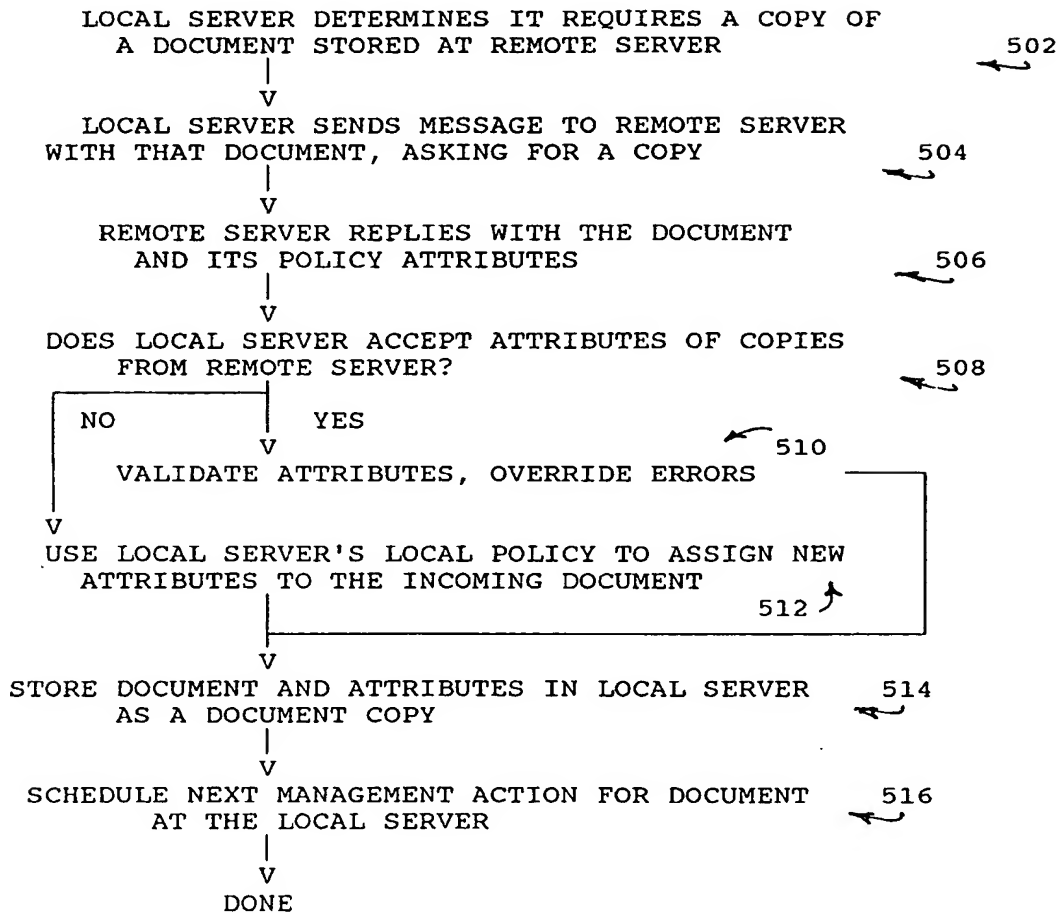 LOCAL SERVER DETERMINES IT REQUIRES A COPY OF
A DOCUMENT STORED AT REMOTE SERVER 502
V
LOCAL SERVER SENDS MESSAGE TO REMOTE SERVER
WITH THAT DOCUMENT, ASKING FOR A COPY 504
V
REMOTE SERVER REPLIES WITH THE DOCUMENT
AND ITS POLICY ATTRIBUTES 506
V
DOES LOCAL SERVER ACCEPT ATTRIBUTES OF COPIES
FROM REMOTE SERVER? 508
NO YES
V 510
VALIDATE ATTRIBUTES, OVERRIDE ERRORS
V
USE LOCAL SERVER'S LOCAL POLICY TO ASSIGN NEW
ATTRIBUTES TO THE INCOMING DOCUMENT
512
V
STORE DOCUMENT AND ATTRIBUTES IN LOCAL SERVER 514
AS A DOCUMENT COPY
V
SCHEDULE NEXT MANAGEMENT ACTION FOR DOCUMENT 516
AT THE LOCAL SERVER
V
DONE